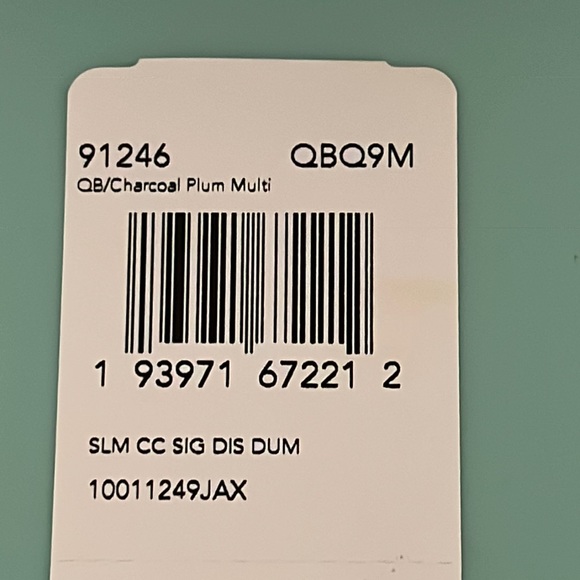 91246 QBQ9M
QB/Charcoal Plum Multi
1 93971 67221 2
SLM CC SIG DIS DUM
10011249JAX